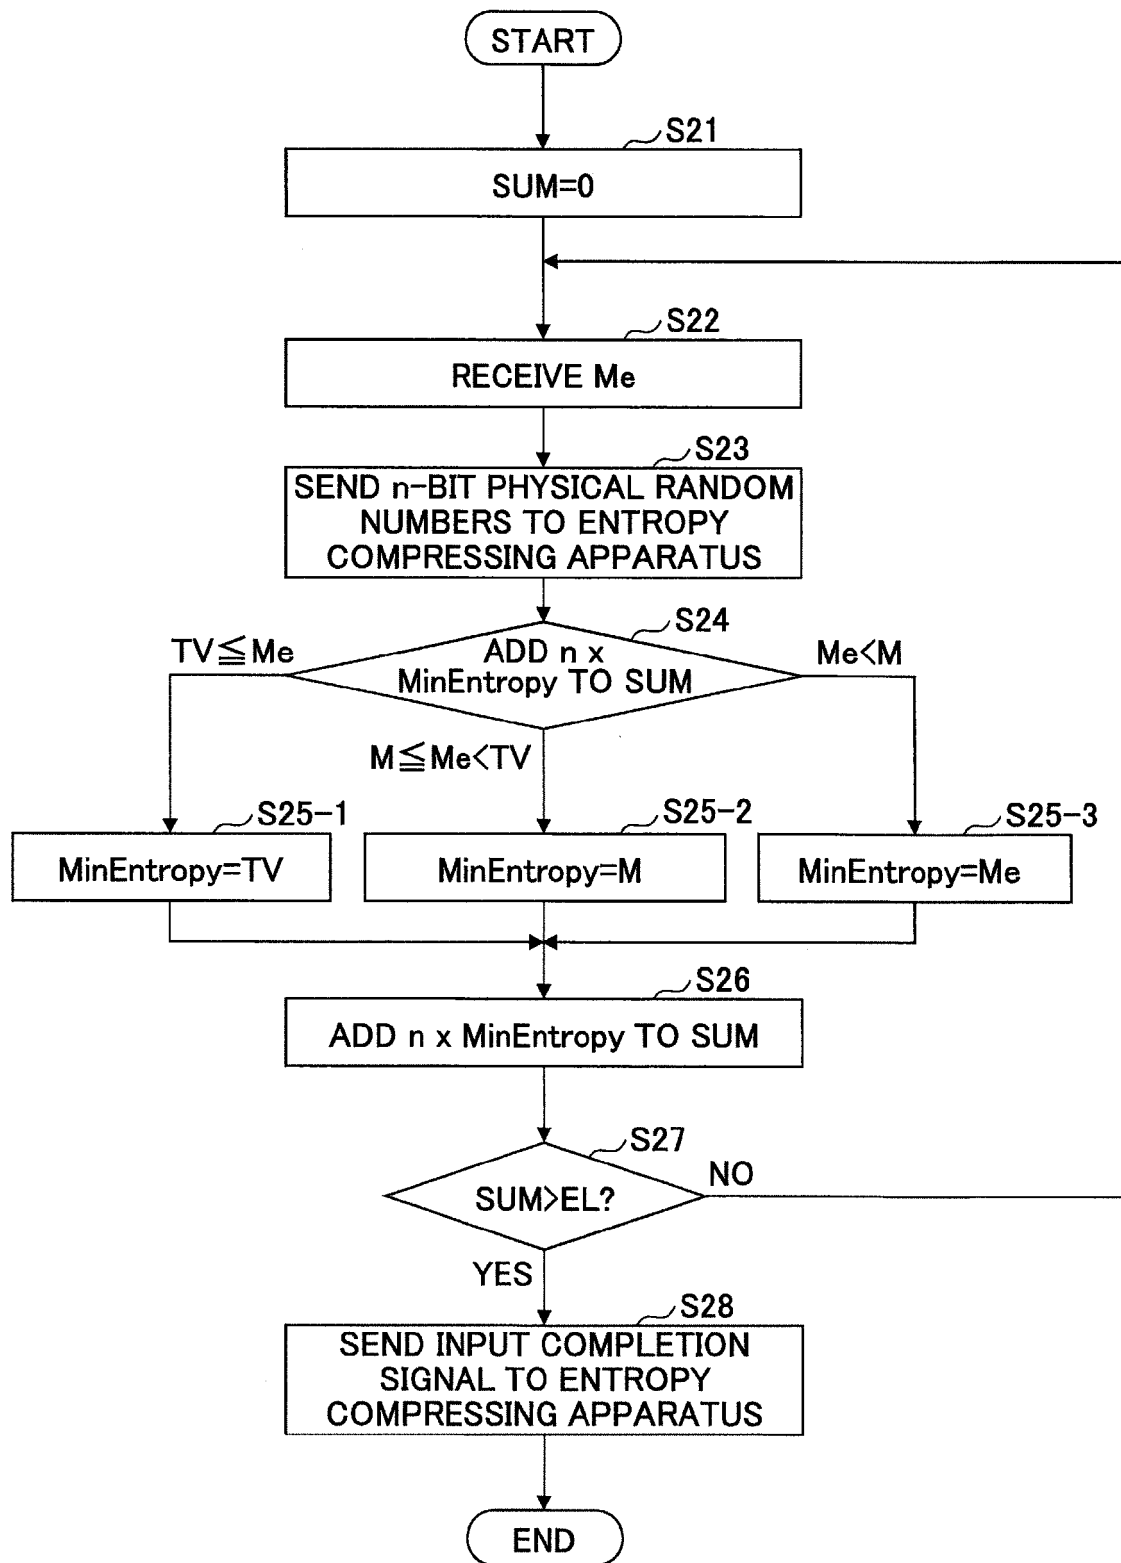 START
S21
SUM=0
S22
RECEIVE Me
S23
SEND n-BIT PHYSICAL RANDOM
NUMBERS TO ENTROPY
COMPRESSING APPARATUS
S24
TV≦Me
ADD n x
MinEntropy TO SUM
Me<M
M≦Me<TV
S25-1
S25-2
S25-3
MinEntropy=TV
MinEntropy=M
MinEntropy=Me
S26
ADD n x MinEntropy TO SUM
S27
SUM>EL?
NO
YES
S28
SEND INPUT COMPLETION
SIGNAL TO ENTROPY
COMPRESSING APPARATUS
END